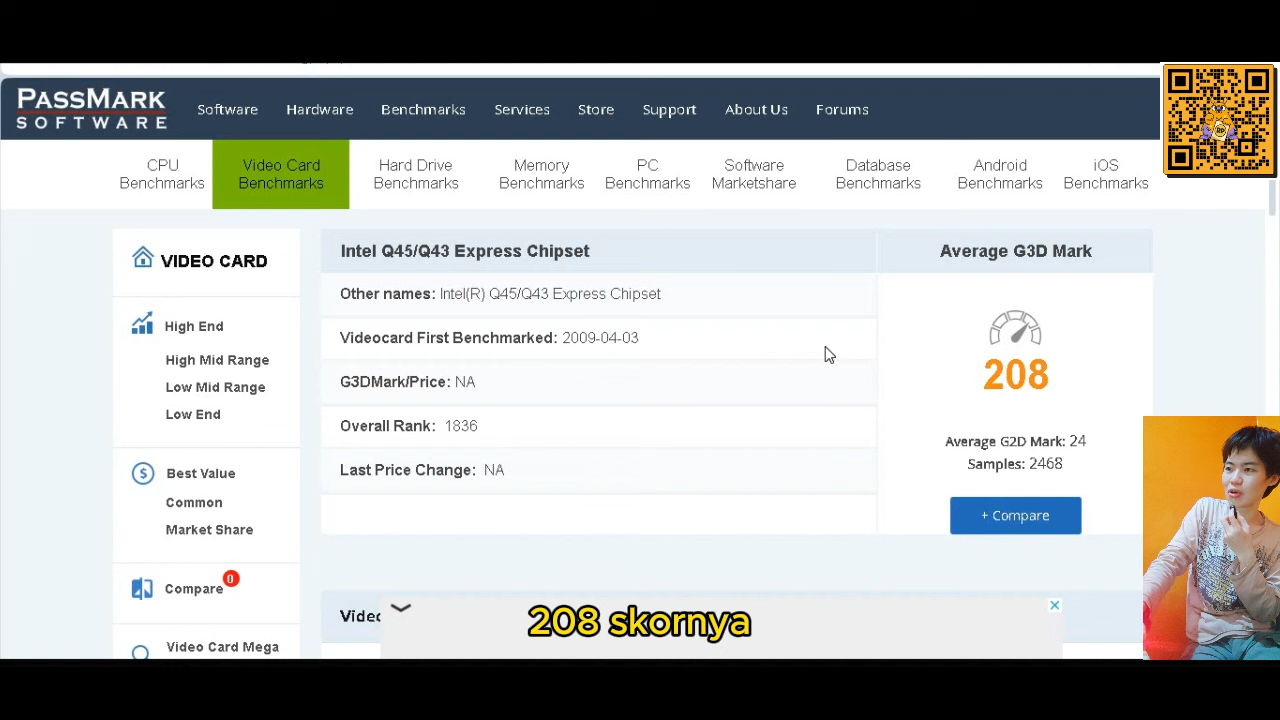 PASSMARK
SOFTWARE
Software
Hardware
Benchmarks
Services
Store
Support
About Us
Forums
CPU
Benchmarks
Video Card
Benchmarks
Hard Drive
Benchmarks
Memory
Benchmarks
PC
Benchmarks
Software
Marketshare
Database
Benchmarks
Android
Benchmarks
iOS
Benchmarks
VIDEO CARD
High End
High Mid Range
Low Mid Range
Low End
Best Value
Common
Market Share
Compare 0
Video Card Mega
Intel Q45/Q43 Express Chipset
Other names: Intel(R) Q45/Q43 Express Chipset
Videocard First Benchmarked: 2009-04-03
G3DMark/Price: NA
Overall Rank: 1836
Last Price Change: NA
Average G3D Mark
208
Average G2D Mark: 24
Samples: 2468
+ Compare
208 skornya